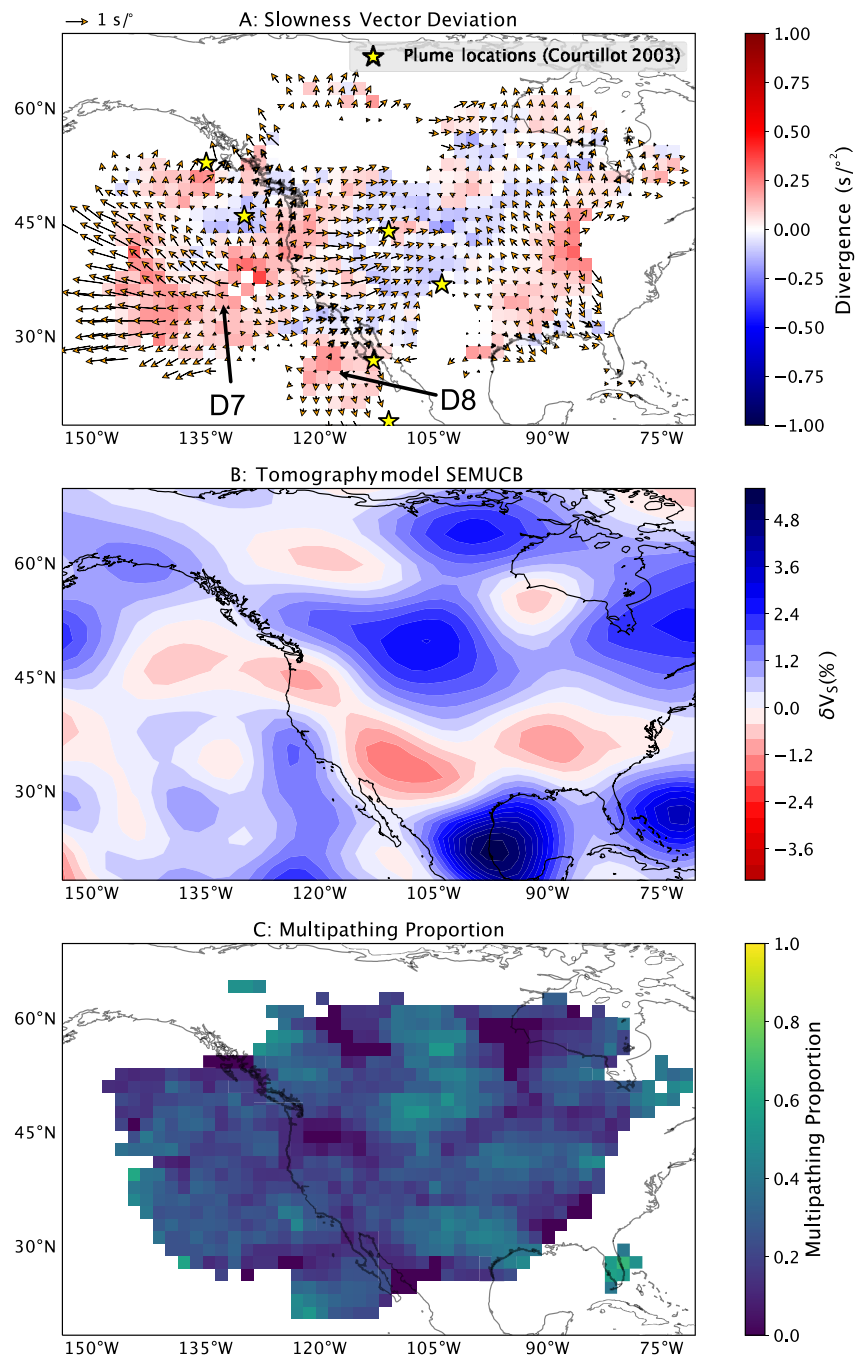 1 s/°
A: Slowness Vector Deviation
Plume locations (Courtillot 2003)
60°N
45°N
30°N
D7
D8
150°W 135°W 120°W 105°W 90°W 75°W
1.00
0.75
0.50
0.25
0.00
−0.25
−0.50
−0.75
−1.00
Divergence (s/°²)
B: Tomography model SEMUCB
60°N
45°N
30°N
150°W 135°W 120°W 105°W 90°W 75°W
4.8
3.6
2.4
1.2
0.0
−1.2
−2.4
−3.6
δVS(%)
C: Multipathing Proportion
60°N
45°N
30°N
150°W 135°W 120°W 105°W 90°W 75°W
1.0
0.8
0.6
0.4
0.2
0.0
Multipathing Proportion